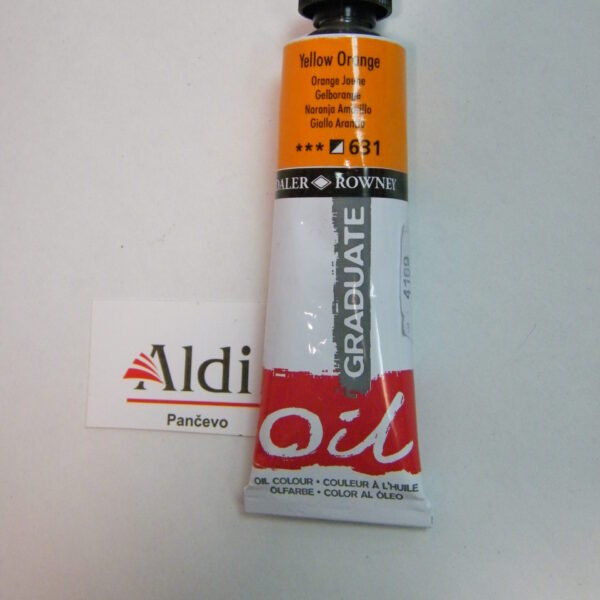 Yellow Orange
Orange Jaune
Gelborange
Naranja Amarillo
Giallo Arancio
*** 631
DALER ROWNEY
GRADUATE
4169
Oil
OIL COLOUR • COULEUR À L'HUILE
ÖLFARBE • COLOR AL ÓLEO
Aldi
Pančevo